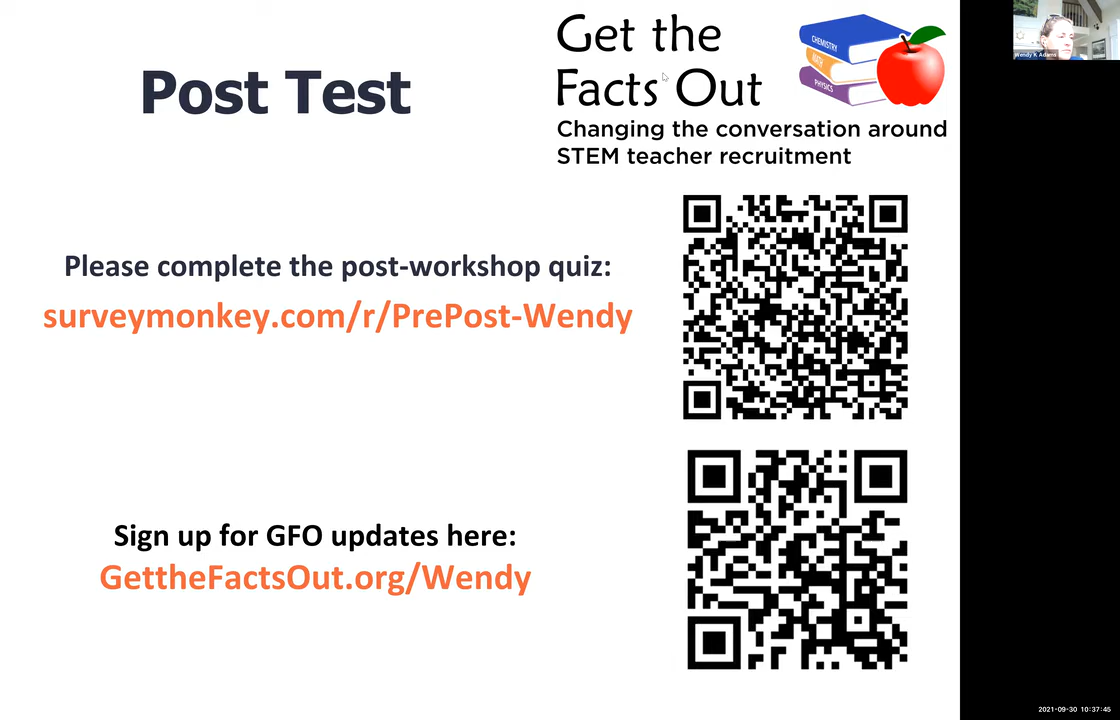 Post Test
Get the
Facts Out
CHEMISTRY
MATH
PHYSICS
Changing the conversation around
STEM teacher recruitment
Please complete the post-workshop quiz:
surveymonkey.com/r/PrePost-Wendy
Sign up for GFO updates here:
GettheFactsOut.org/Wendy
Wendy K Adams
2021-09-30 10:37:45